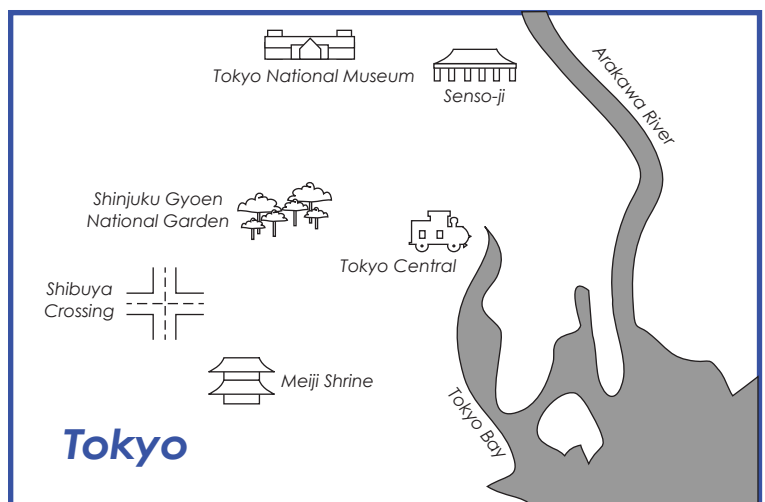 Tokyo National Museum
Senso-ji
Arakawa River
Shinjuku Gyoen
National Garden
Tokyo Central
Shibuya
Crossing
Meiji Shrine
Tokyo Bay
Tokyo